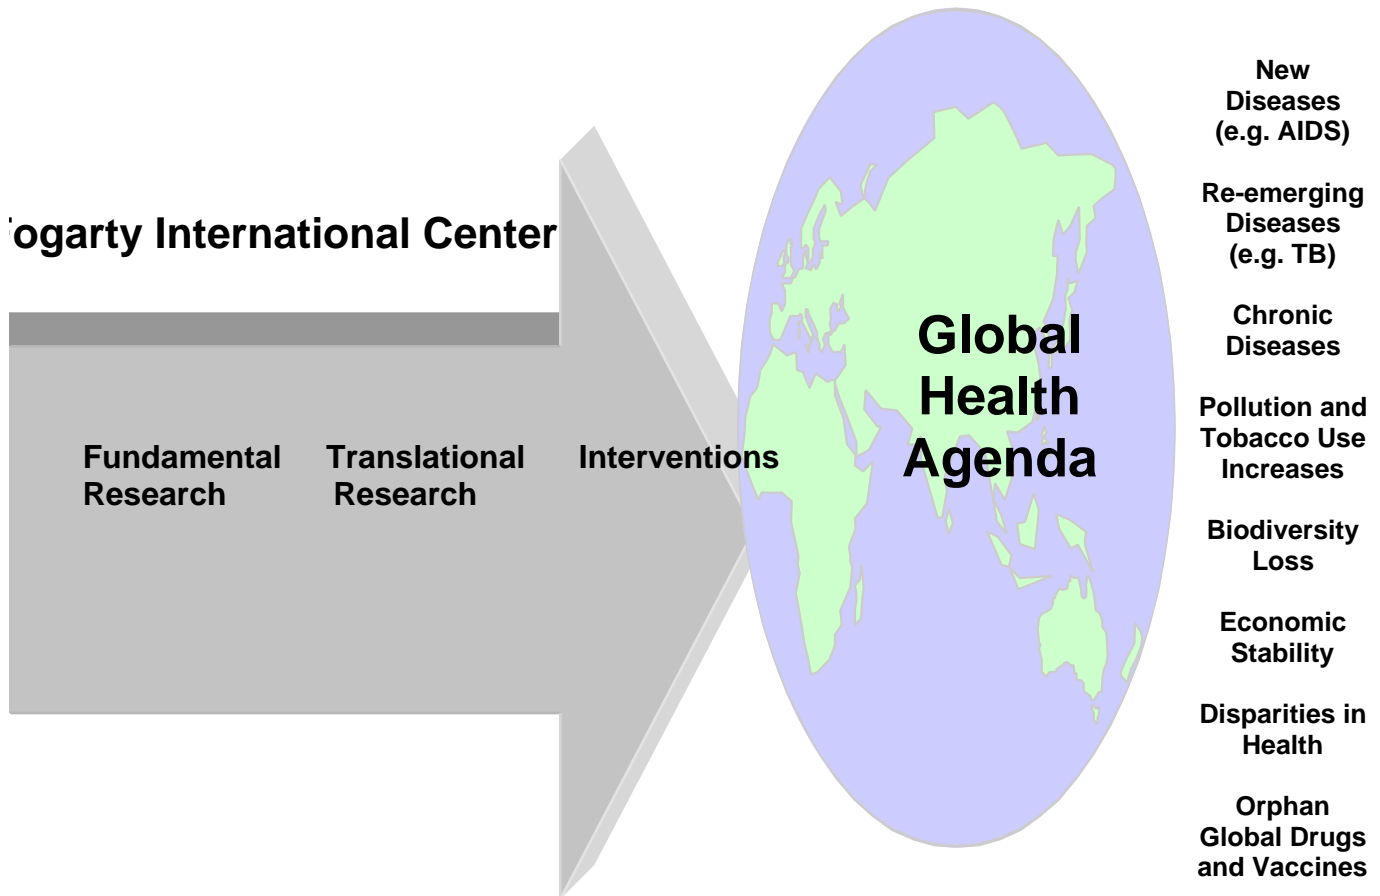 ogarty International Center
Fundamental Research
Translational Research
Interventions
Global
Health
Agenda
New
Diseases
(e.g. AIDS)
Re-emerging
Diseases
(e.g. TB)
Chronic
Diseases
Pollution and
Tobacco Use
Increases
Biodiversity
Loss
Economic
Stability
Disparities in
Health
Orphan
Global Drugs
and Vaccines